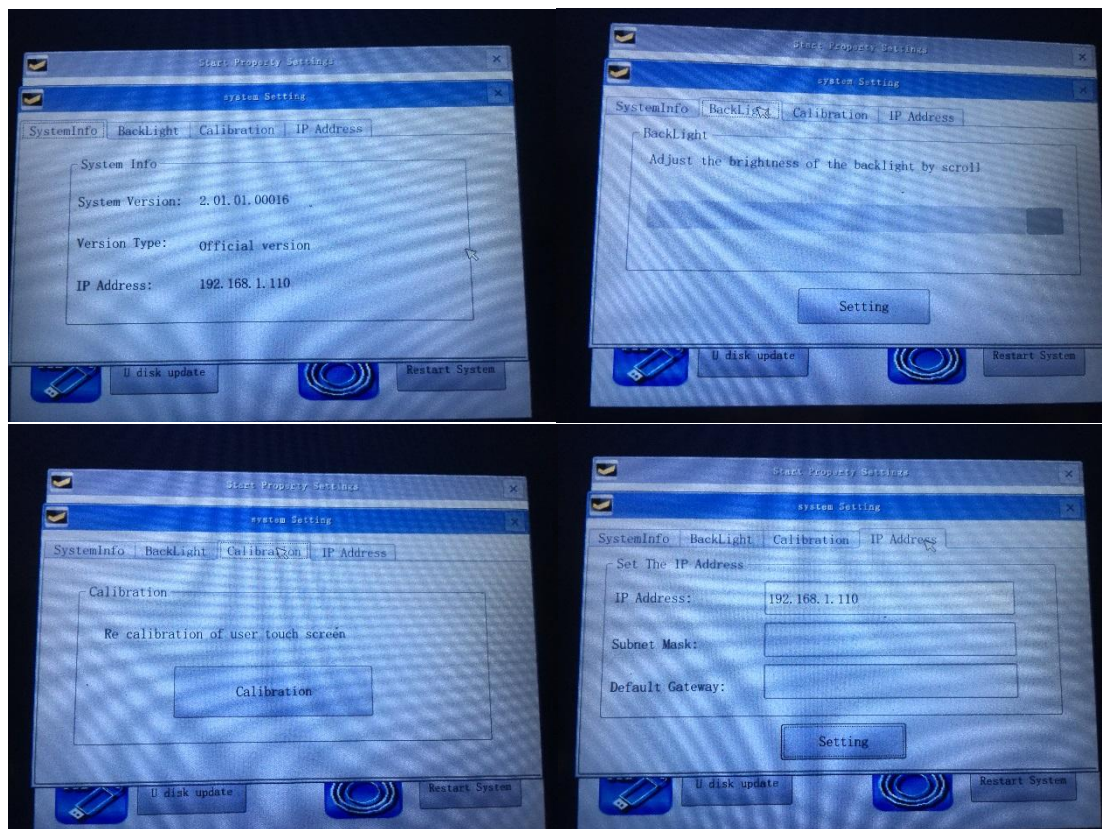 Start Property Settings
system Setting
SystemInfo BackLight Calibration IP Address
System Info
System Version: 2.01.01.00016
Version Type: Official version
IP Address: 192.168.1.110
U disk update Restart System
Start Property Settings
system Setting
SystemInfo BackLight Calibration IP Address
BackLight
Adjust the brightness of the backlight by scroll
Setting
U disk update Restart System
Start Property Settings
system Setting
SystemInfo BackLight Calibration IP Address
Calibration
Re calibration of user touch screen
Calibration
U disk update Restart System
Start Property Settings
system Setting
SystemInfo BackLight Calibration IP Address
Set The IP Address
IP Address: 192.168.1.110
Subnet Mask:
Default Gateway:
Setting
U disk update Restart System